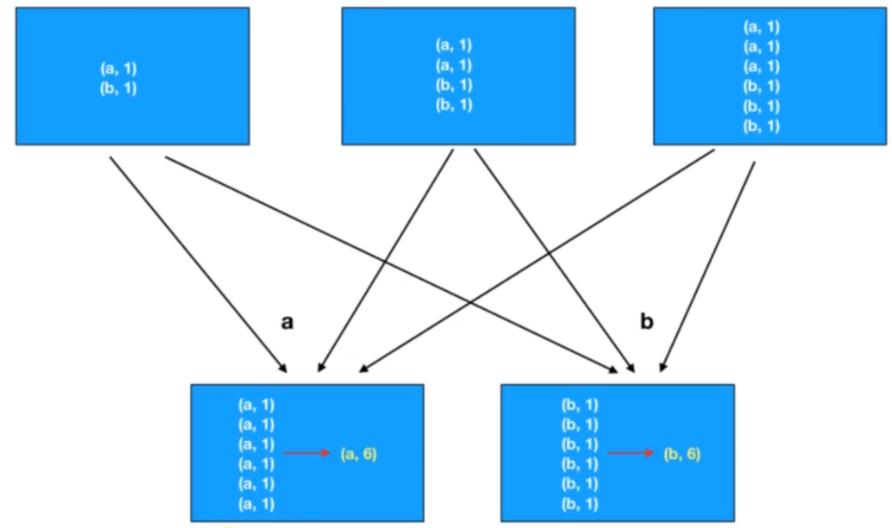 (a, 1)
(b, 1)
(a, 1)
(a, 1)
(b, 1)
(b, 1)
(a, 1)
(a, 1)
(a, 1)
(b, 1)
(b, 1)
(b, 1)
a
b
(a, 1)
(a, 1)
(a, 1)
(a, 1)
(a, 1)
(a, 1)
(a, 6)
(b, 1)
(b, 1)
(b, 1)
(b, 1)
(b, 1)
(b, 1)
(b, 6)